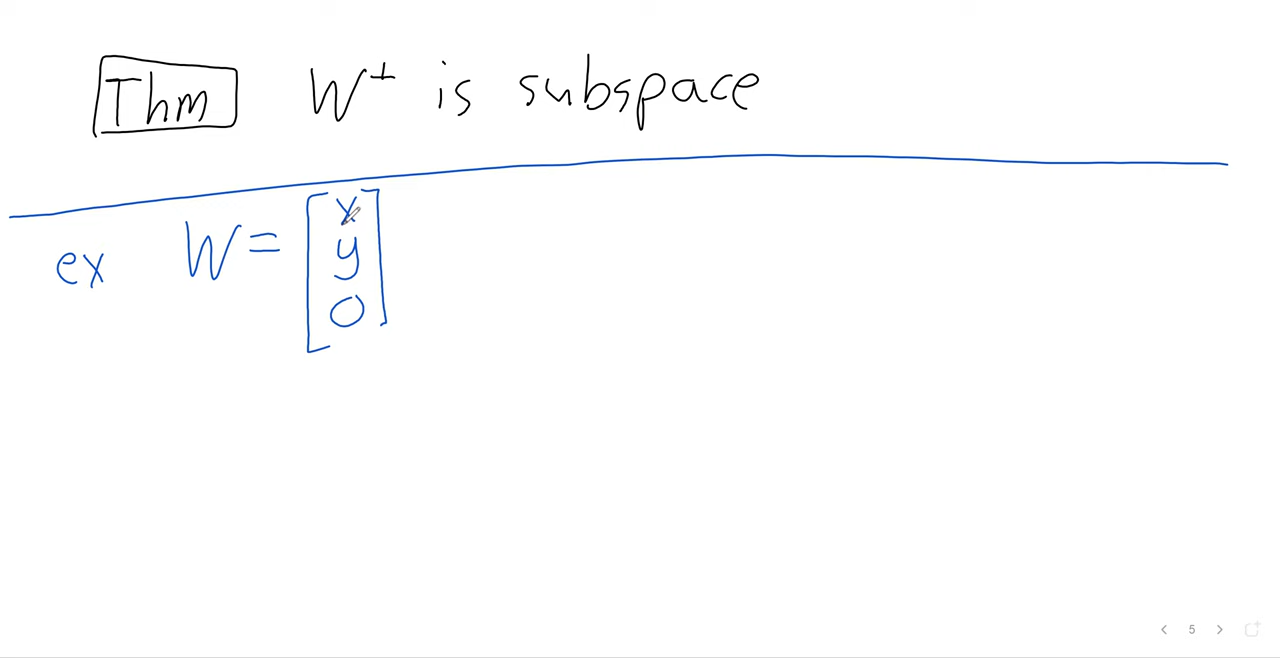 Thm W⊥ is subspace
ex W = [x
y
0]
< 5 >